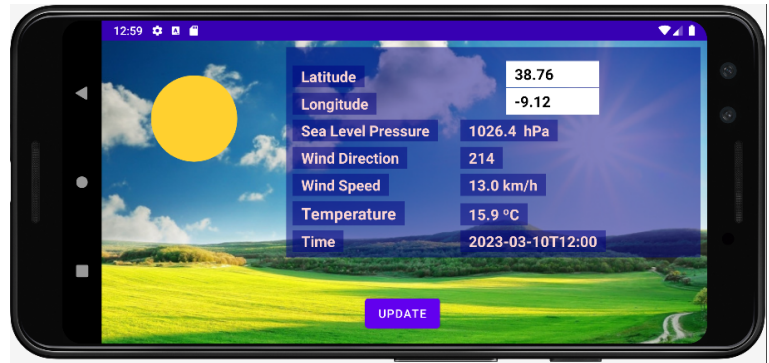 12:59
Latitude 38.76
Longitude -9.12
Sea Level Pressure 1026.4 hPa
Wind Direction 214
Wind Speed 13.0 km/h
Temperature 15.9 ºC
Time 2023-03-10T12:00
UPDATE